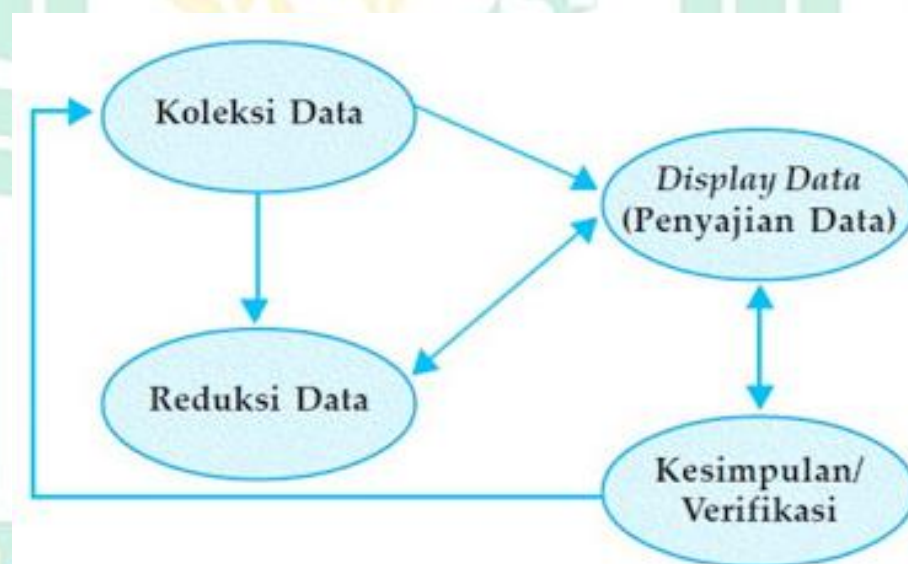 Koleksi Data
Display Data
(Penyajian Data)
Reduksi Data
Kesimpulan/
Verifikasi